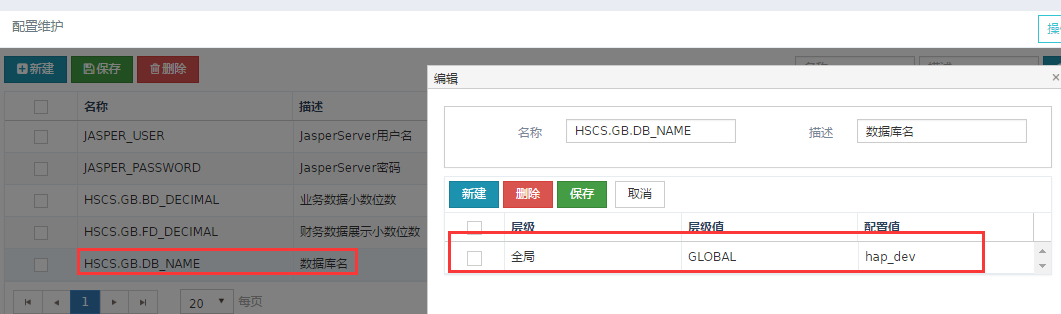 配置维护
新建 保存 删除
编辑
名称 描述
名称 HSCS.GB.DB_NAME 描述 数据库名
JASPER_USER JasperServer用户名
JASPER_PASSWORD JasperServer密码
HSCS.GB.BD_DECIMAL 业务数据小数位数
HSCS.GB.FD_DECIMAL 财务数据展示小数位数
HSCS.GB.DB_NAME 数据库名
1 20 每页
新建 删除 保存 取消
层级 层级值 配置值
全局 GLOBAL hap_dev